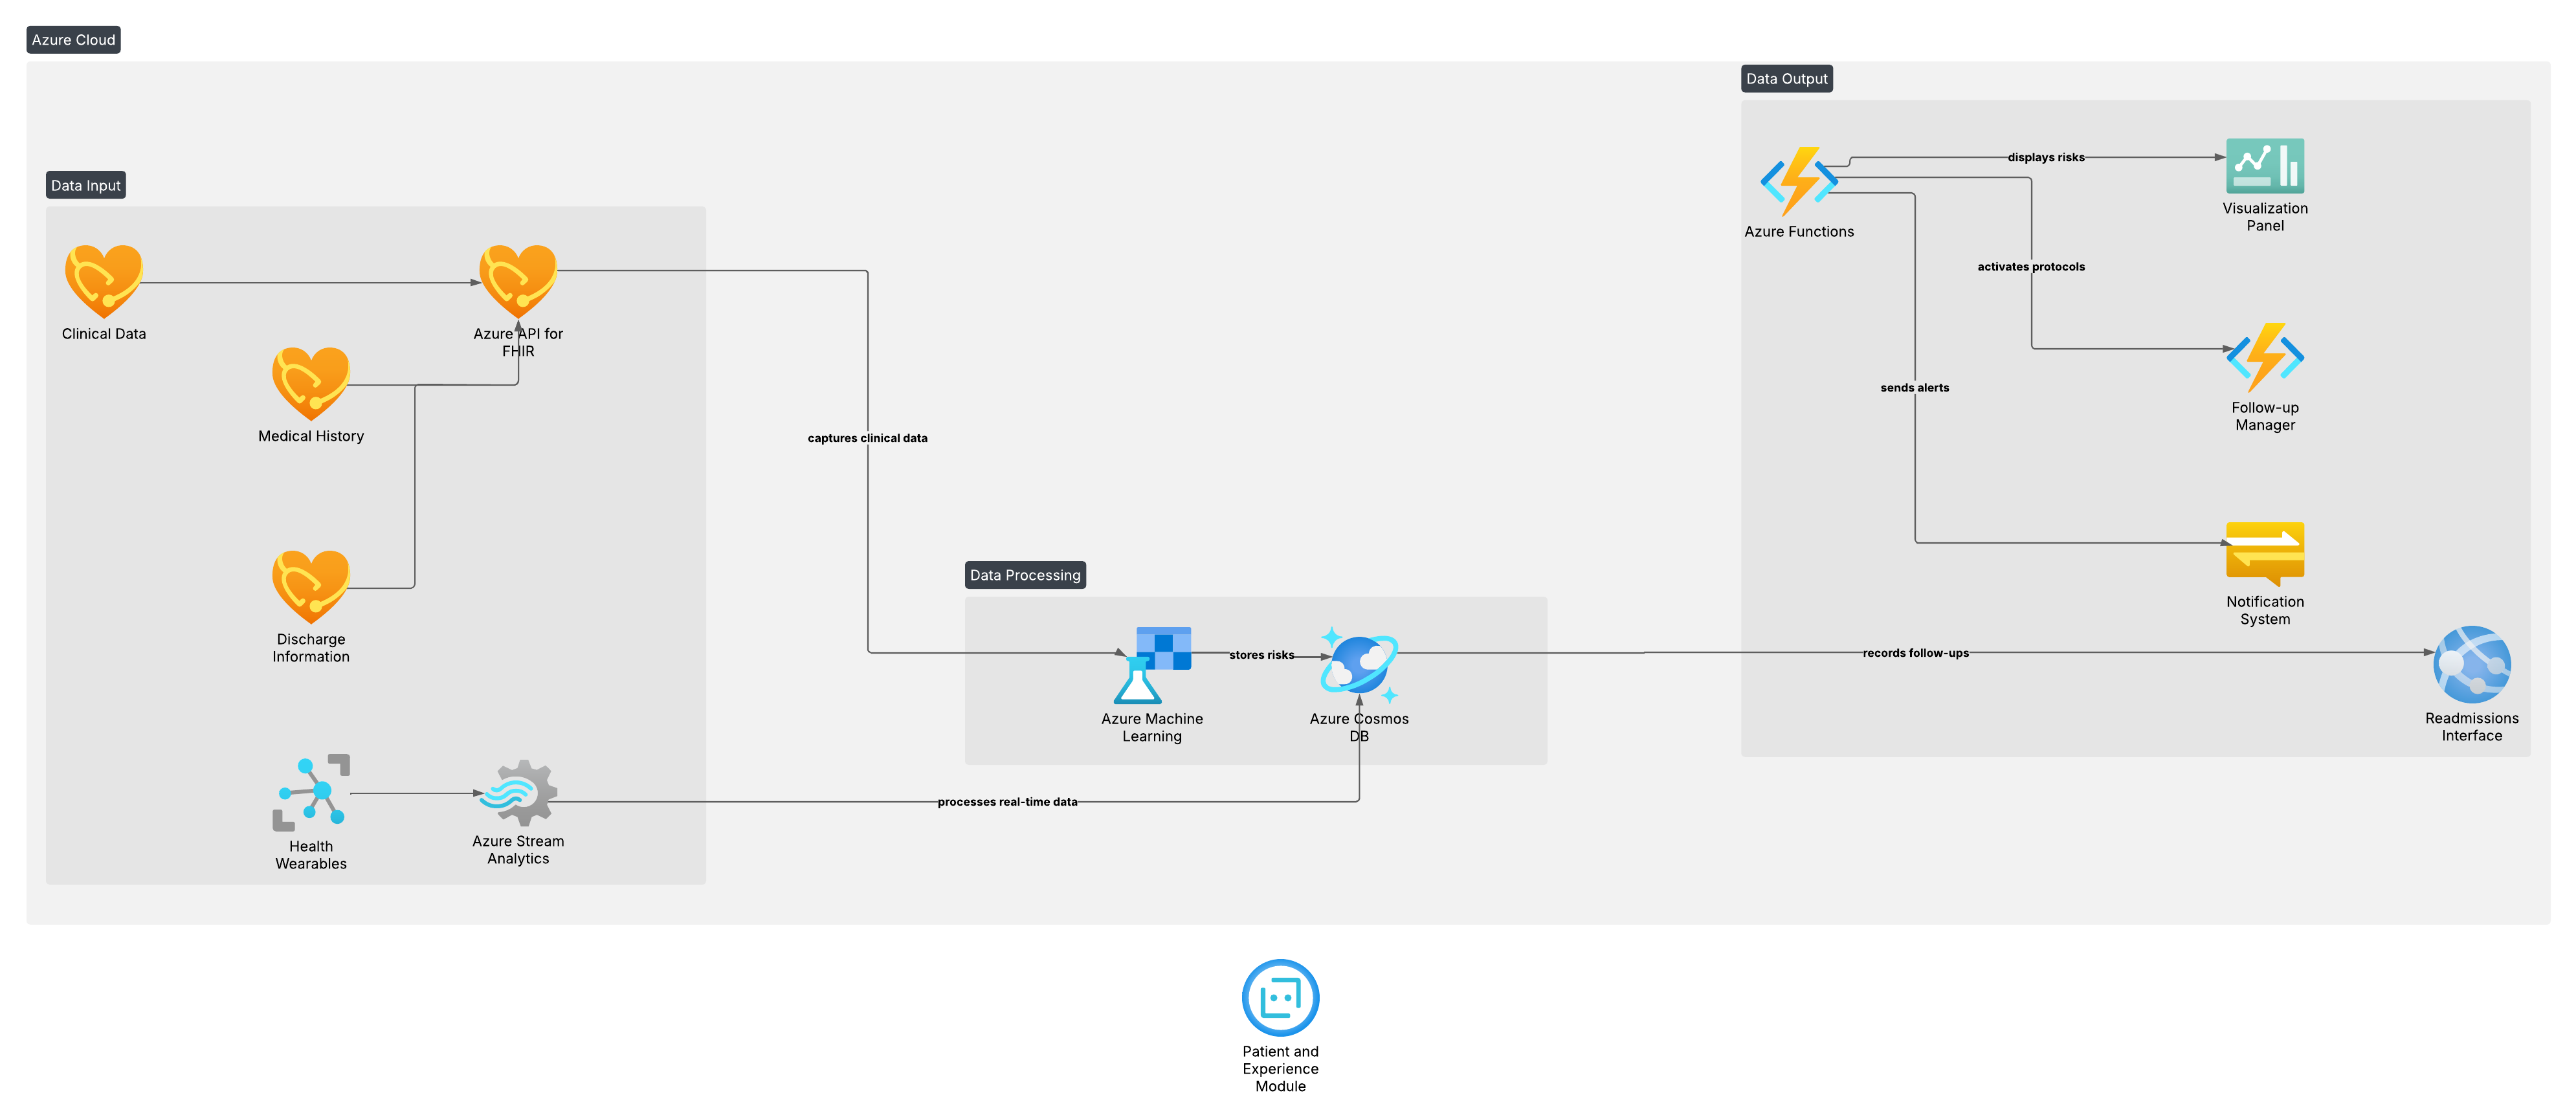 Azure Cloud
Data Output
displays risks
Visualization
Panel
Azure Functions
activates protocols
sends alerts
Follow-up
Manager
Notification
System
records follow-ups
Readmissions
Interface
Data Input
Clinical Data
Azure API for
FHIR
Medical History
captures clinical data
Discharge
Information
Data Processing
stores risks
Azure Machine
Learning
Azure Cosmos
DB
processes real-time data
Health
Wearables
Azure Stream
Analytics
Patient and
Experience
Module